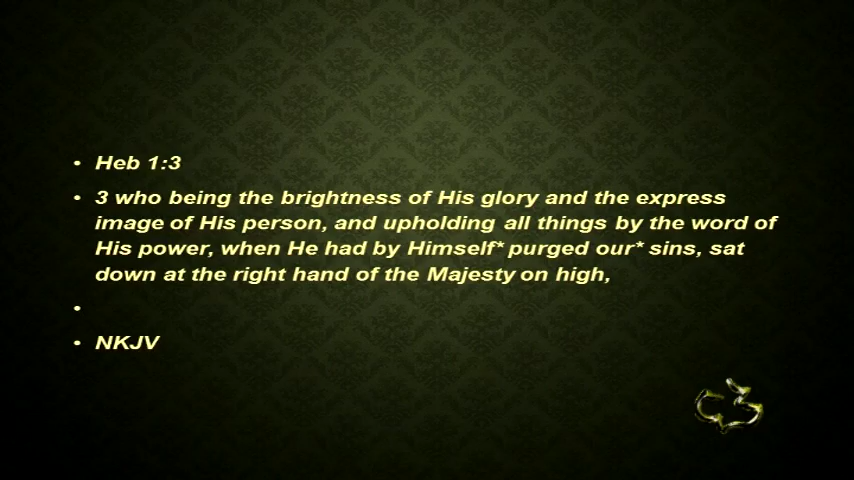 • Heb 1:3
• 3 who being the brightness of His glory and the express
image of His person, and upholding all things by the word of
His power, when He had by Himself* purged our* sins, sat
down at the right hand of the Majesty on high,
•
• NKJV
C3